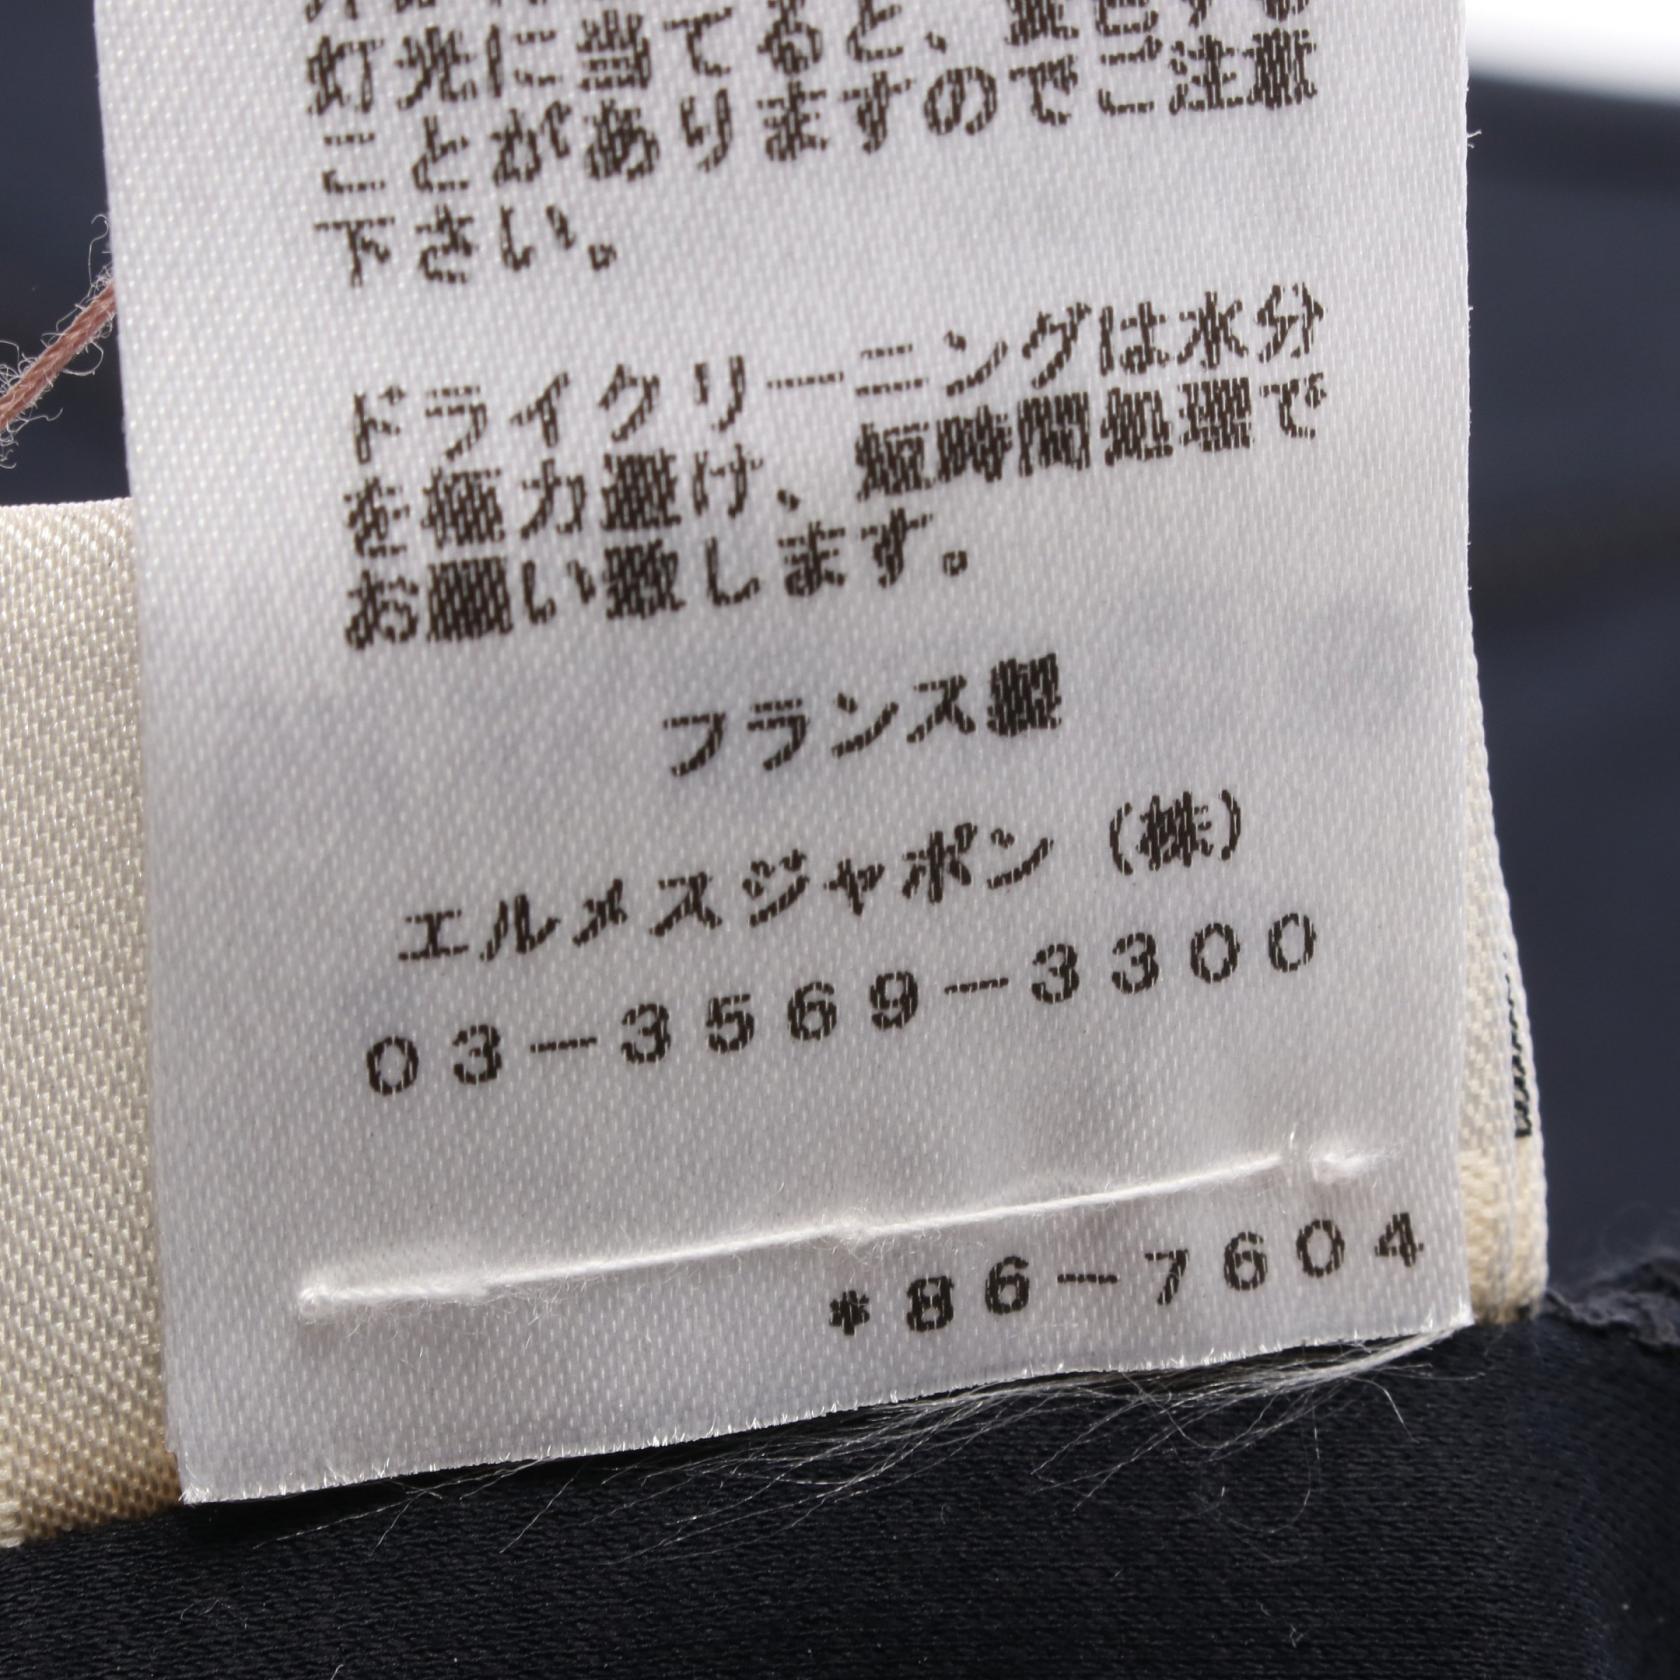 灯光に当てると、変色する
ことがありますのでご注意
下さい。
ドライクリーニングは水分
を極力避け、短時間処理で
お願い致します。
フランス製
エルメスジャポン(株)
03-3569-3300
*86-7604